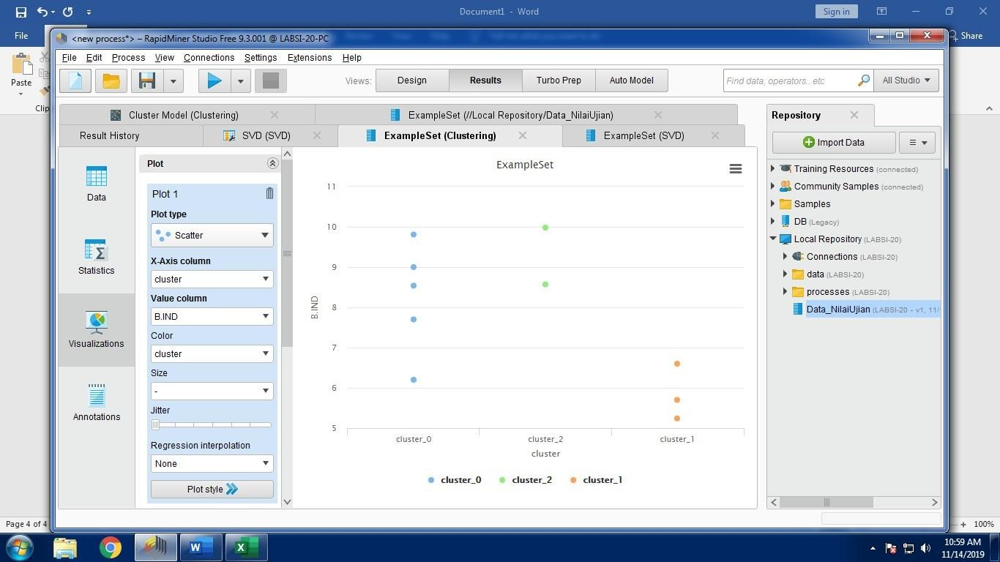 Document1 - Word
Sign in
File
Share
Paste
Clip
<new process*> – RapidMiner Studio Free 9.3.001 @ LABSI-20-PC
File Edit Process View Connections Settings Extensions Help
Views: Design Results Turbo Prep Auto Model
Find data, operators...etc
All Studio
Cluster Model (Clustering)
ExampleSet (//Local Repository/Data_NilaiUjian)
Result History
SVD (SVD)
ExampleSet (Clustering)
ExampleSet (SVD)
Data
Statistics
Visualizations
Annotations
Plot
Plot 1
Plot type
Scatter
X-Axis column
cluster
Value column
B.IND
Color
cluster
Size
-
Jitter
Regression interpolation
None
Plot style
ExampleSet
11
10
9
8
7
6
5
B.IND
cluster_0 cluster_2 cluster_1
cluster
cluster_0 cluster_2 cluster_1
Repository
Import Data
Training Resources (connected)
Community Samples (connected)
Samples
DB (Legacy)
Local Repository (LABSI-20)
Connections (LABSI-20)
data (LABSI-20)
processes (LABSI-20)
Data_NilaiUjian (LABSI-20 - v1, 11/
Page 4 of 4
100%
10:59 AM
11/14/2019